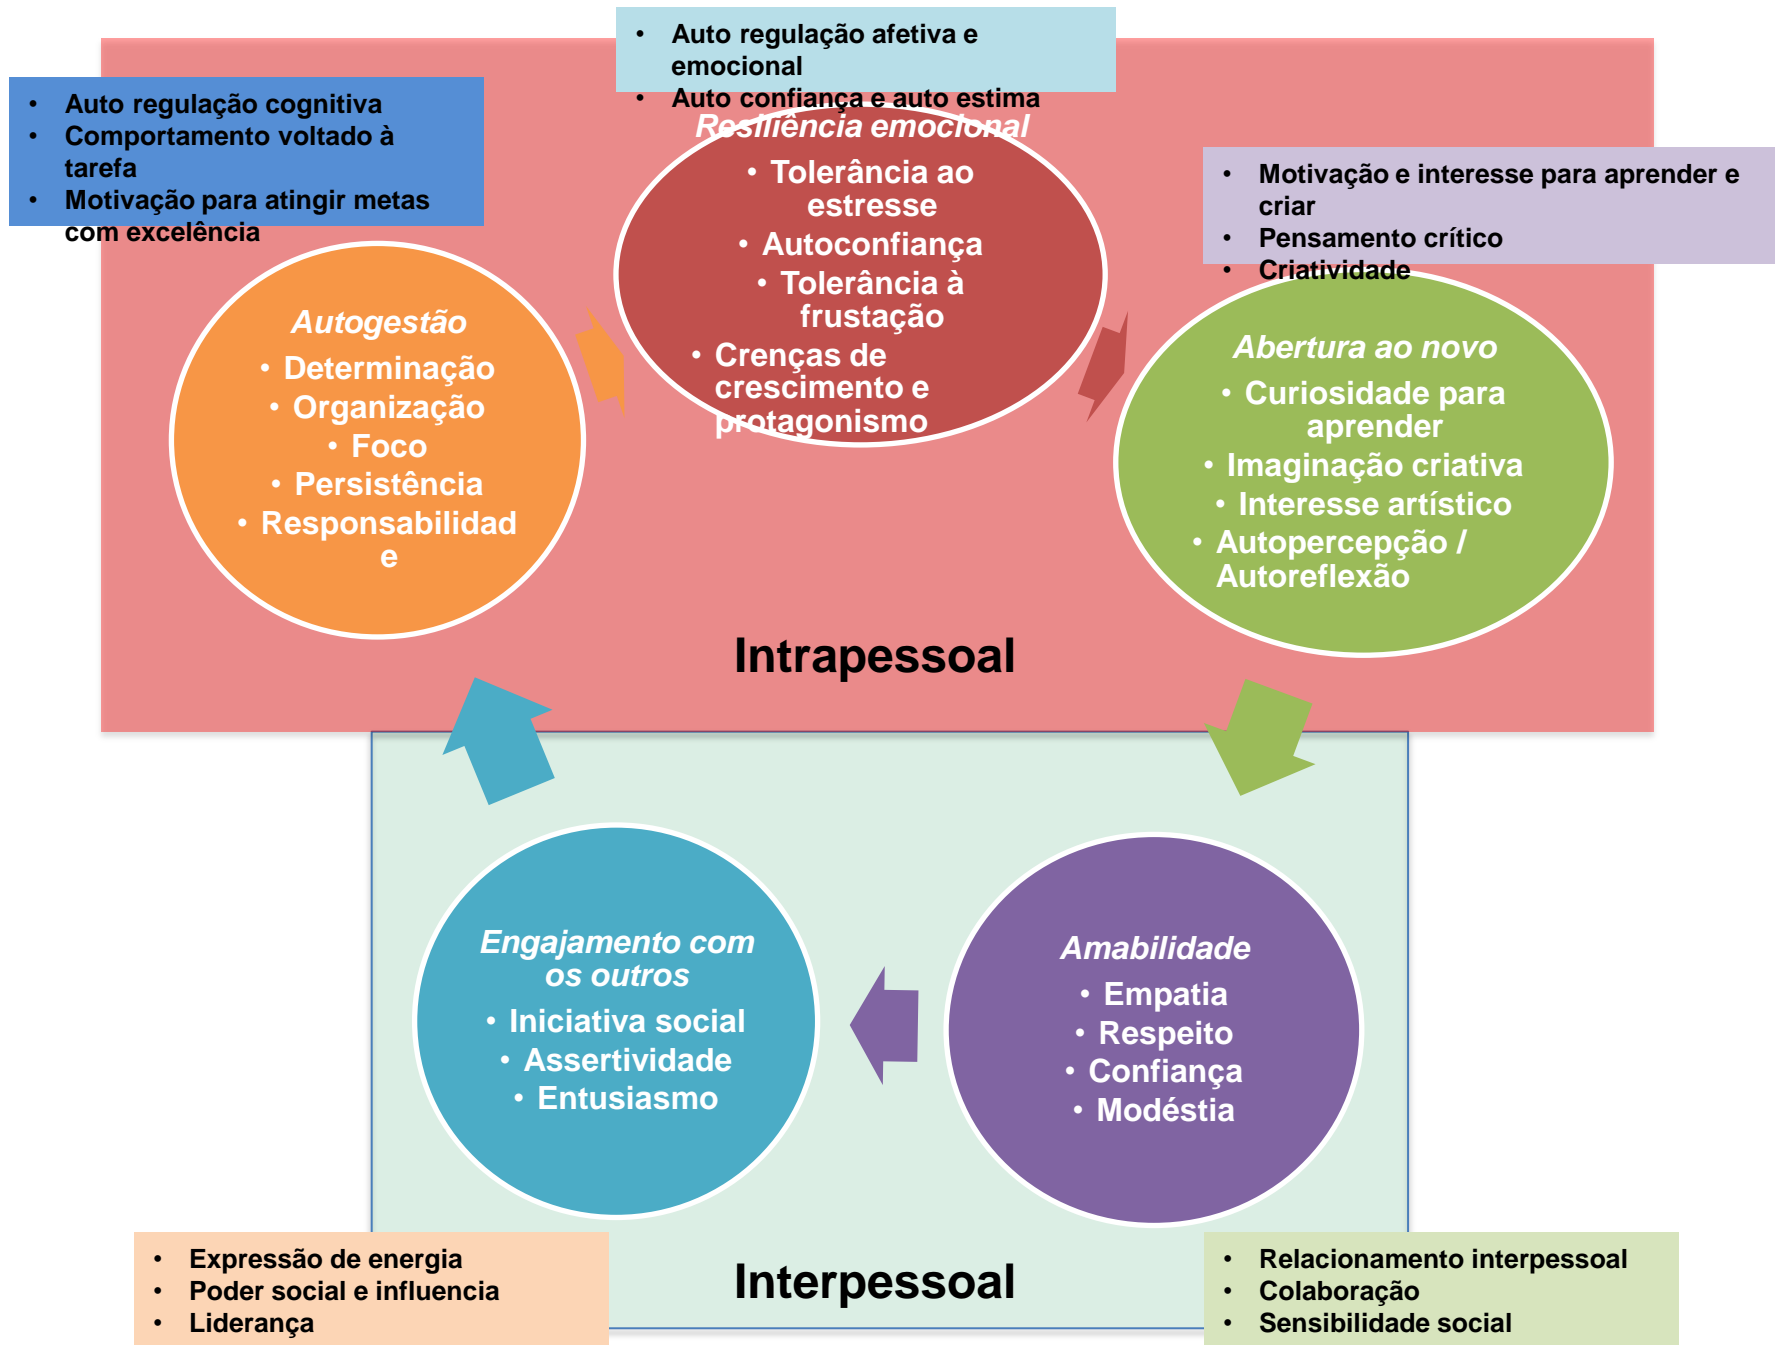 • Auto regulação afetiva e
emocional
• Auto confiança e auto estima
• Auto regulação cognitiva
• Comportamento voltado à
tarefa
• Motivação para atingir metas
com excelência
• Motivação e interesse para aprender e
criar
• Pensamento crítico
• Criatividade
Resiliência emocional
• Tolerância ao
estresse
• Autoconfiança
• Tolerância à
frustação
• Crenças de
crescimento e
protagonismo
Autogestão
• Determinação
• Organização
• Foco
• Persistência
• Responsabilidad
e
Abertura ao novo
• Curiosidade para
aprender
• Imaginação criativa
• Interesse artístico
• Autopercepção /
Autoreflexão
Intrapessoal
Engajamento com
os outros
• Iniciativa social
• Assertividade
• Entusiasmo
Amabilidade
• Empatia
• Respeito
• Confiança
• Modéstia
• Expressão de energia
• Poder social e influencia
• Liderança
Interpessoal
• Relacionamento interpessoal
• Colaboração
• Sensibilidade social